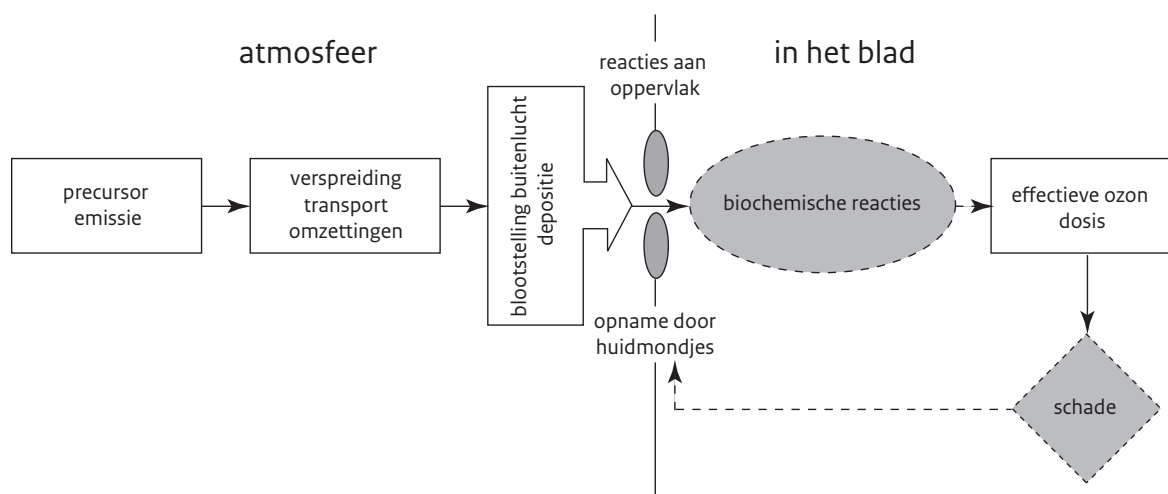 atmosfeer
in het blad
reacties aan
oppervlak
precursor
emissie
verspreiding
transport
omzettingen
blootstelling buitenlucht
depositie
biochemische reacties
effectieve ozon
dosis
opname door
huidmondjes
schade